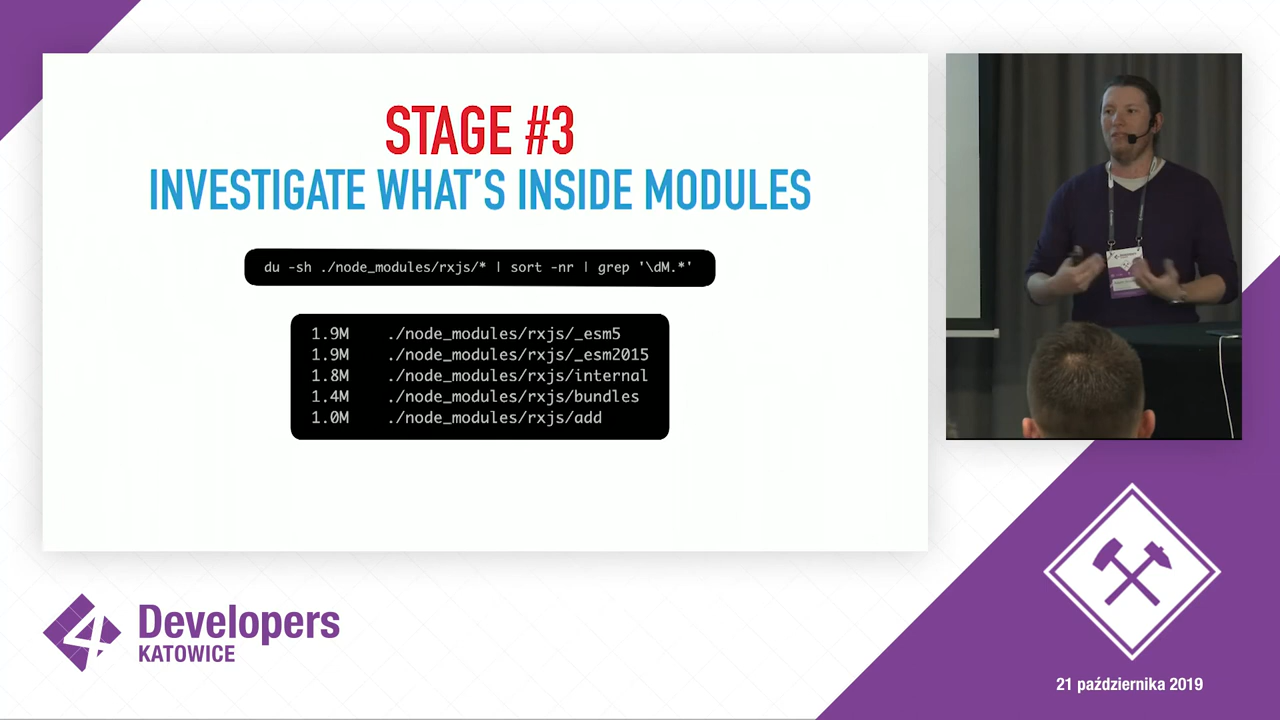 STAGE #3
INVESTIGATE WHAT'S INSIDE MODULES
du -sh ./node_modules/rxjs/* | sort -nr | grep '\dM.*'
1.9M ./node_modules/rxjs/_esm5
1.9M ./node_modules/rxjs/_esm2015
1.8M ./node_modules/rxjs/internal
1.4M ./node_modules/rxjs/bundles
1.0M ./node_modules/rxjs/add
4Developers
KATOWICE
21 października 2019